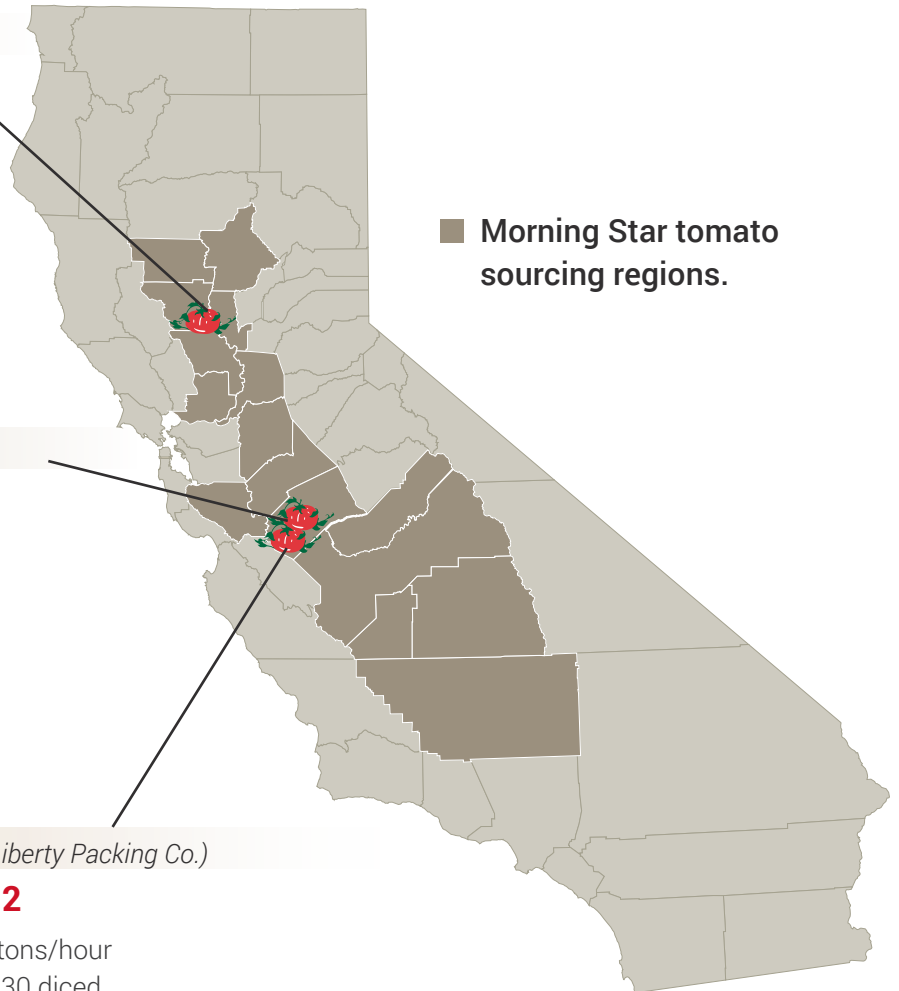 Morning Star tomato
sourcing regions.
iberty Packing Co.)
2
tons/hour
30 diced